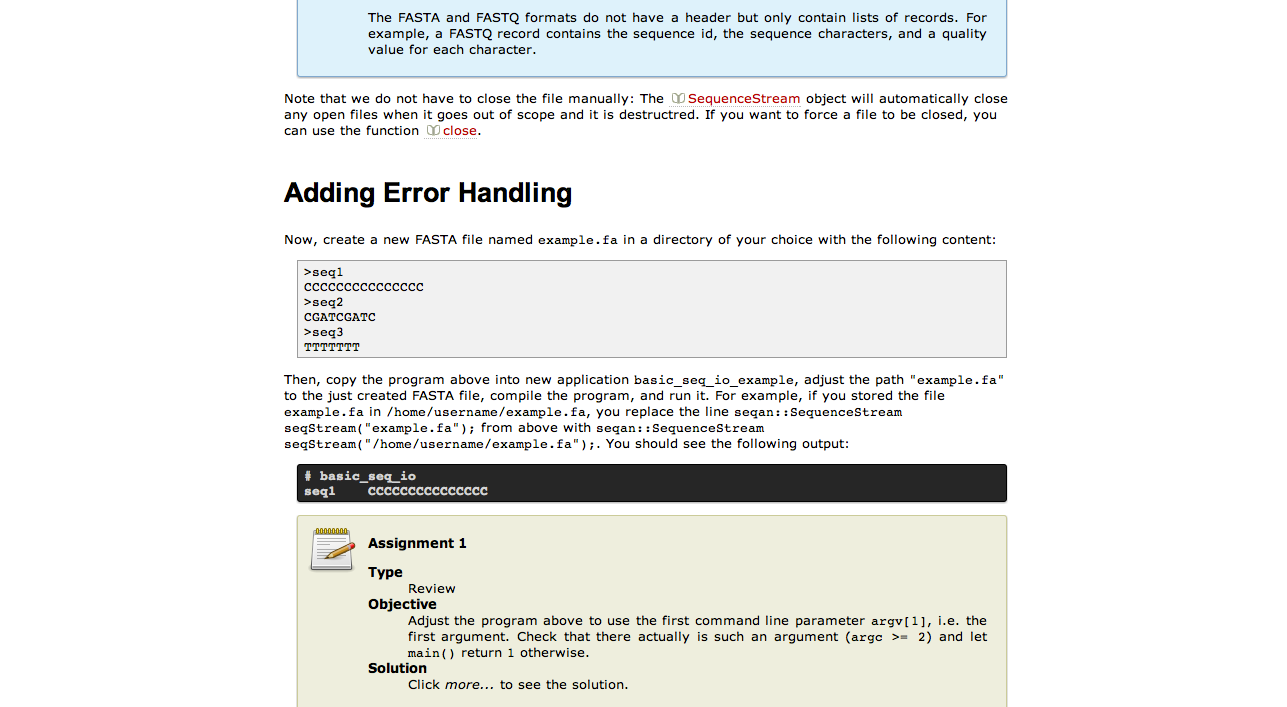 The FASTA and FASTQ formats do not have a header but only contain lists of records. For
example, a FASTQ record contains the sequence id, the sequence characters, and a quality
value for each character.
Note that we do not have to close the file manually: The SequenceStream object will automatically close
any open files when it goes out of scope and it is destructred. If you want to force a file to be closed, you
can use the function close.
Adding Error Handling
Now, create a new FASTA file named example.fa in a directory of your choice with the following content:
>seq1
CCCCCCCCCCCCCCC
>seq2
CGATCGATC
>seq3
TTTTTTT
Then, copy the program above into new application basic_seq_io_example, adjust the path "example.fa"
to the just created FASTA file, compile the program, and run it. For example, if you stored the file
example.fa in /home/username/example.fa, you replace the line seqan::SequenceStream
seqStream("example.fa"); from above with seqan::SequenceStream
seqStream("/home/username/example.fa");. You should see the following output:
# basic_seq_io
seq1    CCCCCCCCCCCCCCC
Assignment 1
Type
Review
Objective
Adjust the program above to use the first command line parameter argv[1], i.e. the
first argument. Check that there actually is such an argument (argc >= 2) and let
main() return 1 otherwise.
Solution
Click more... to see the solution.